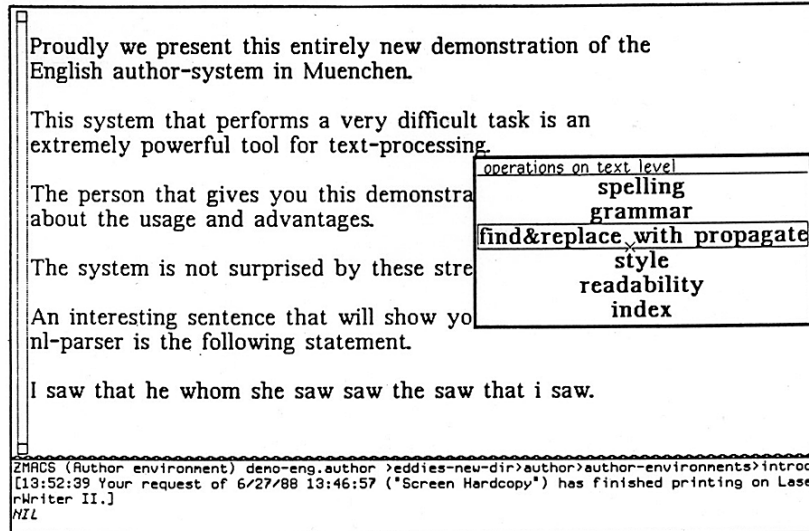 Proudly we present this entirely new demonstration of the
English author-system in Muenchen.
This system that performs a very difficult task is an
extremely powerful tool for text-processing.
The person that gives you this demonstra
about the usage and advantages.
The system is not surprised by these stre
An interesting sentence that will show yo
nl-parser is the following statement.
I saw that he whom she saw saw the saw that i saw.
operations on text level
spelling
grammar
find&replace with propagate
style
readability
index
ZMACS (Author environment) demo-eng.author >eddies-new-dir>author>author-environments>introd
[13:52:39 Your request of 6/27/88 13:46:57 ("Screen Hardcopy") has finished printing on Lase
rWriter II.]
NIL